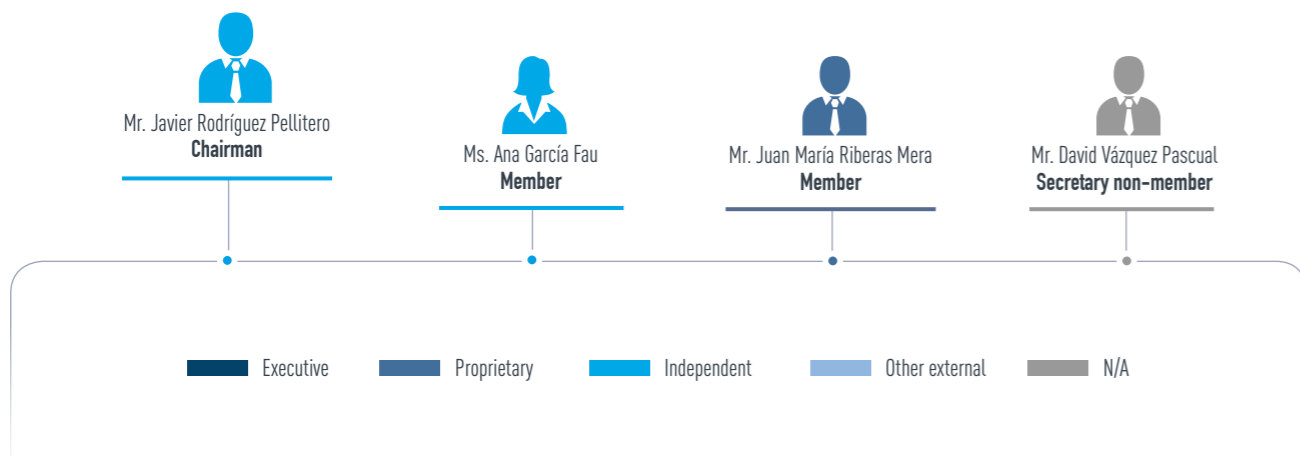 Mr. Javier Rodríguez Pellitero
Chairman
Ms. Ana García Fau
Member
Mr. Juan María Riberas Mera
Member
Mr. David Vázquez Pascual
Secretary non-member
Executive
Proprietary
Independent
Other external
N/A